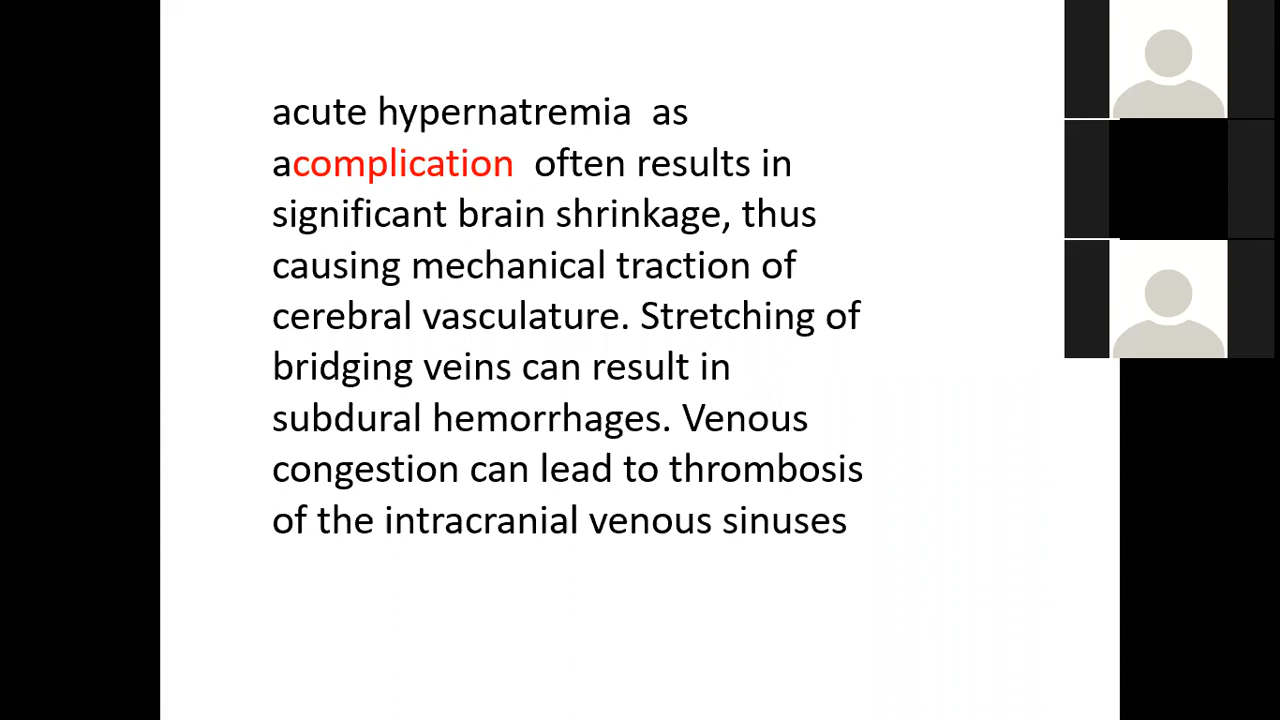 acute hypernatremia  as
acomplication  often results in
significant brain shrinkage, thus
causing mechanical traction of
cerebral vasculature. Stretching of
bridging veins can result in
subdural hemorrhages. Venous
congestion can lead to thrombosis
of the intracranial venous sinuses